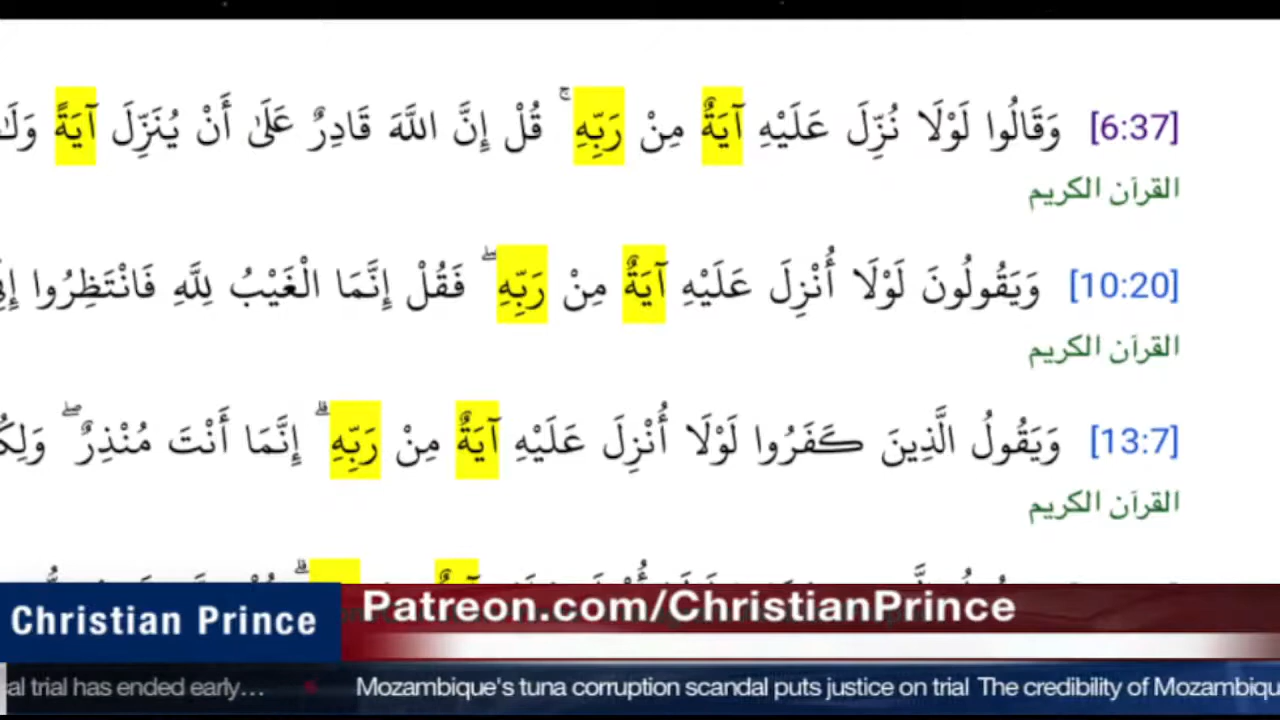 [6:37] وَقَالُوا لَوْلَا نُزِّلَ عَلَيْهِ آيَةٌ مِنْ رَبِّهِ ۚ قُلْ إِنَّ اللَّهَ قَادِرٌ عَلَىٰ أَنْ يُنَزِّلَ آيَةً
القرآن الكريم
[10:20] وَيَقُولُونَ لَوْلَا أُنْزِلَ عَلَيْهِ آيَةٌ مِنْ رَبِّهِ ۖ فَقُلْ إِنَّمَا الْغَيْبُ لِلَّهِ فَانْتَظِرُوا
القرآن الكريم
[13:7] وَيَقُولُ الَّذِينَ كَفَرُوا لَوْلَا أُنْزِلَ عَلَيْهِ آيَةٌ مِنْ رَبِّهِ ۗ إِنَّمَا أَنْتَ مُنْذِرٌ ۖ
القرآن الكريم
Patreon.com/ChristianPrince
Christian Prince
al trial has ended early… Mozambique's tuna corruption scandal puts justice on trial The credibility of Mozambiqu